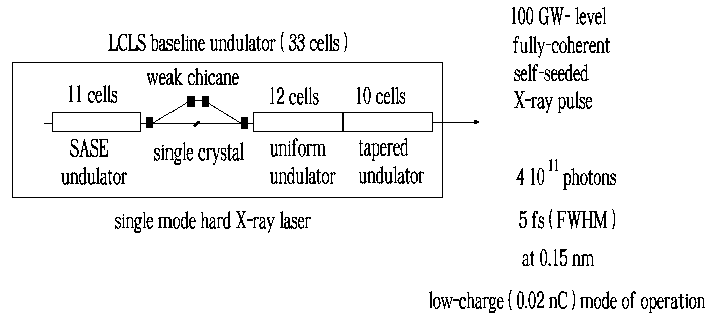 LCLS baseline undulator ( 33 cells )
weak chicane
11 cells
12 cells
10 cells
SASE
undulator
single crystal
uniform
undulator
tapered
undulator
single mode hard X-ray laser
100 GW- level
fully-coherent
self-seeded
X-ray pulse
4 10¹¹ photons
5 fs ( FWHM )
at 0.15 nm
low-charge ( 0.02 nC ) mode of operation